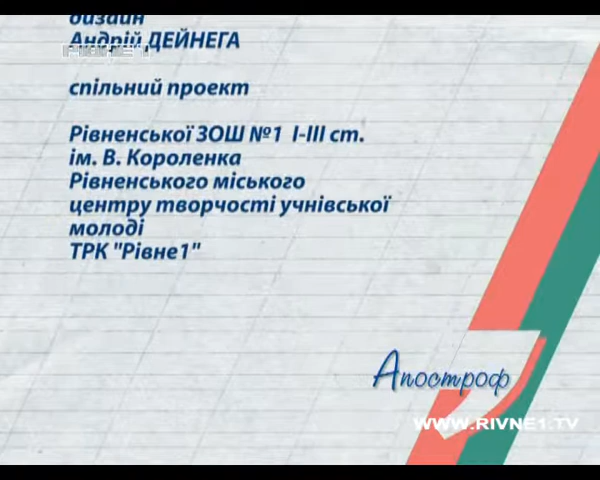 дизайн
Андрій ДЕЙНЕГА
спільний проект
Рівненської ЗОШ №1 І-ІІІ ст.
ім. В. Короленка
Рівненського міського
центру творчості учнівської
молоді
ТРК "Рівне1"
Апостроф
WWW.RIVNE1.TV